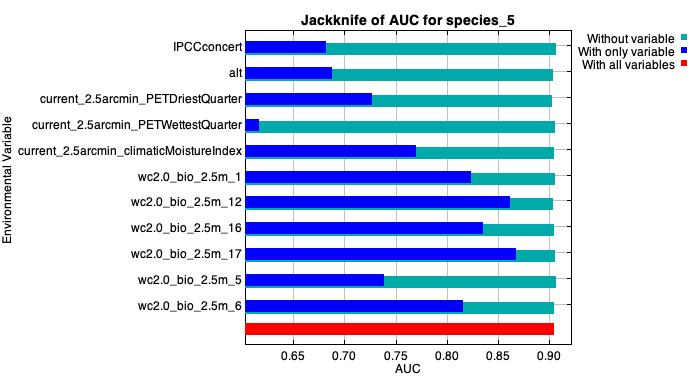 Jackknife of AUC for species_5
Without variable
With only variable
With all variables
Environmental Variable
IPCCconcert
alt
current_2.5arcmin_PETDriestQuarter
current_2.5arcmin_PETWettestQuarter
current_2.5arcmin_climaticMoistureIndex
wc2.0_bio_2.5m_1
wc2.0_bio_2.5m_12
wc2.0_bio_2.5m_16
wc2.0_bio_2.5m_17
wc2.0_bio_2.5m_5
wc2.0_bio_2.5m_6
0.65 0.70 0.75 0.80 0.85 0.90
AUC